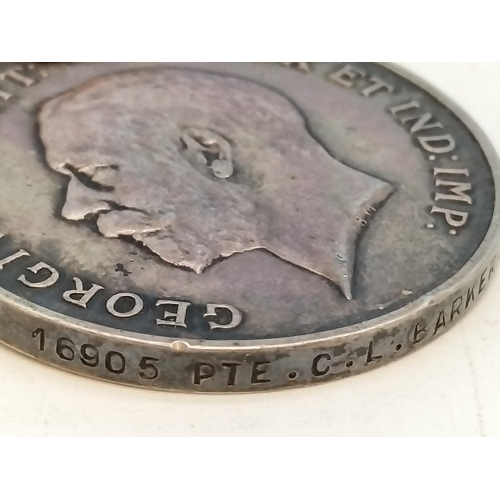 GEORGI
ET IND: IMP.
B.M
16905 PTE. C. L. BARKER